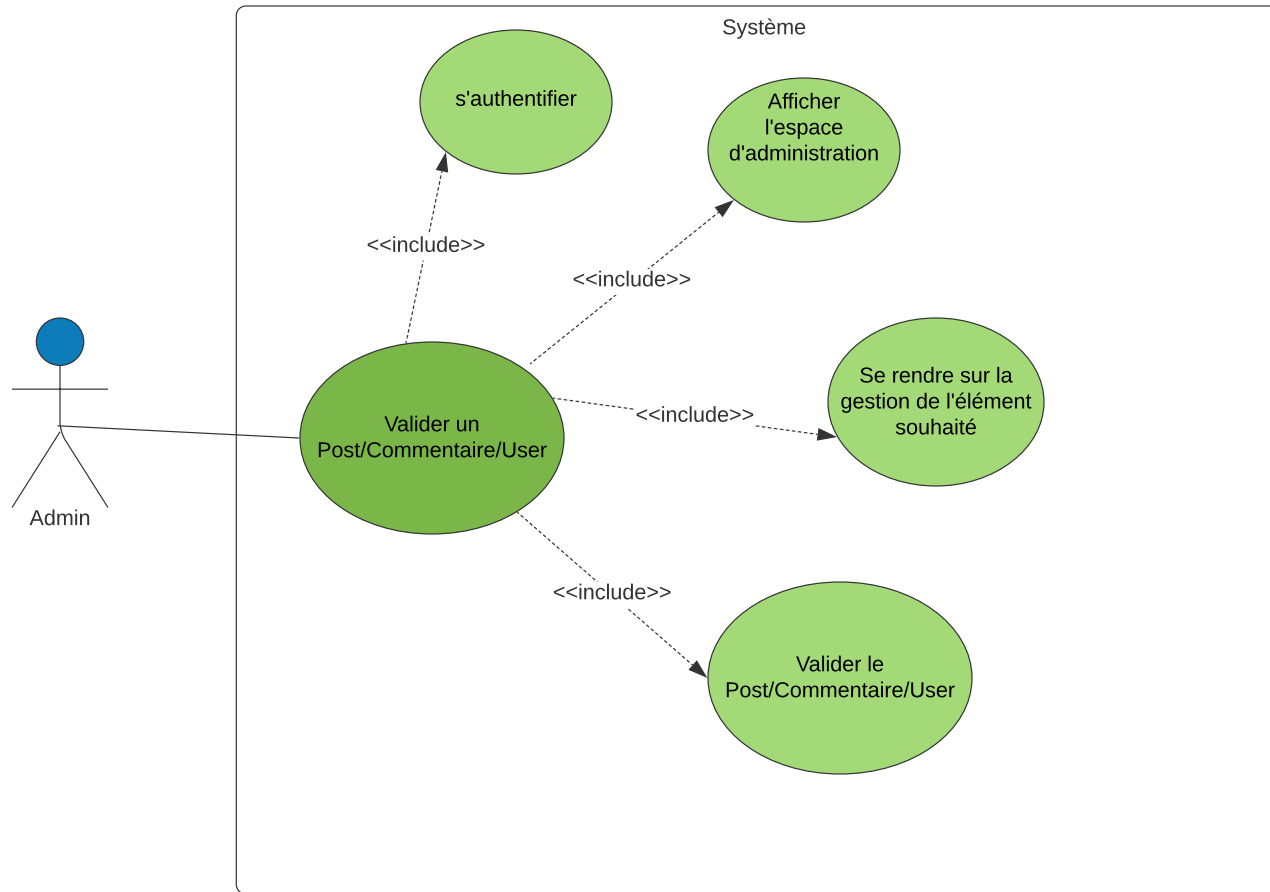 Système
s'authentifier
Afficher
l'espace
d'administration
<<include>>
<<include>>
Se rendre sur la
gestion de l'élément
souhaité
<<include>>
Valider un
Post/Commentaire/User
Admin
<<include>>
Valider le
Post/Commentaire/User